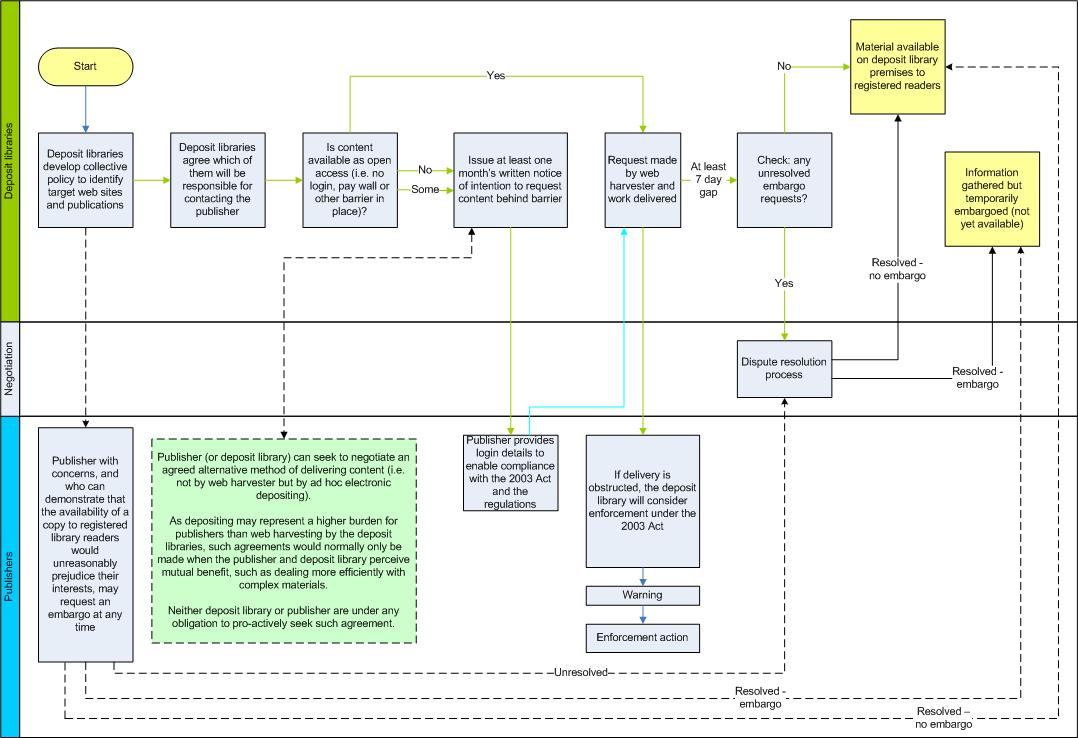 Deposit libraries
Start
Deposit libraries
develop collective
policy to identify
target web sites
and publications
Deposit libraries
agree which of
them will be
responsible for
contacting the
publisher
Is content
available as open
access (i.e. no
login, pay wall or
other barrier in
place)?
Yes
No
Some
Issue at least one
month's written notice
of intention to request
content behind barrier
Request made
by web
harvester and
work delivered
At least
7 day
gap
Check: any
unresolved
embargo
requests?
No
Yes
Material available
on deposit library
premises to
registered readers
Information
gathered but
temporarily
embargoed (not
yet available)
Resolved -
no embargo
Negotiation
Dispute resolution
process
Resolved -
embargo
Publishers
Publisher with
concerns, and
who can
demonstrate that
the availability of a
copy to registered
library readers
would
unreasonably
prejudice their
interests, may
request an
embargo at any
time
Publisher (or deposit library) can seek to negotiate an
agreed alternative method of delivering content (i.e.
not by web harvester but by ad hoc electronic
depositing).
As depositing may represent a higher burden for
publishers than web harvesting by the deposit
libraries, such agreements would normally only be
made when the publisher and deposit library perceive
mutual benefit, such as dealing more efficiently with
complex materials.
Neither deposit library or publisher are under any
obligation to pro-actively seek such agreement.
Publisher provides
login details to
enable compliance
with the 2003 Act
and the
regulations
If delivery is
obstructed, the deposit
library will consider
enforcement under the
2003 Act
Warning
Enforcement action
Unresolved
Resolved -
embargo
Resolved –
no embargo